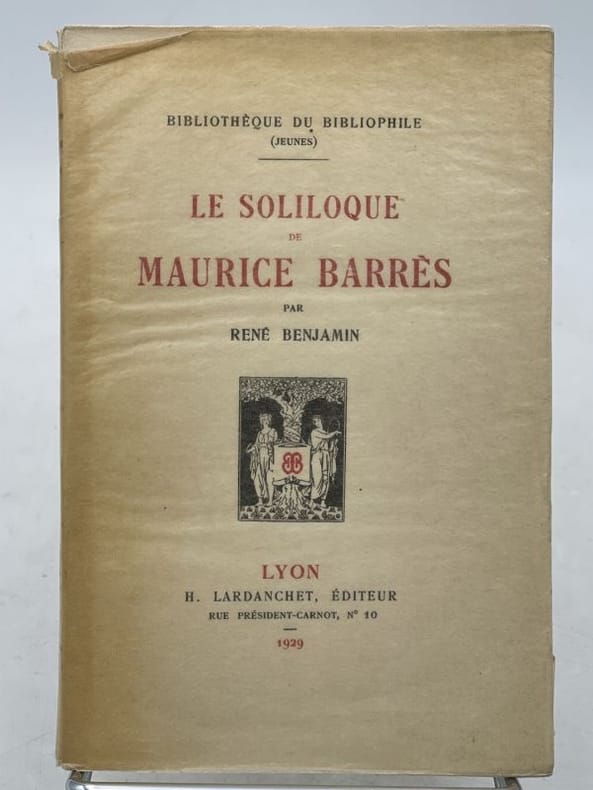 BIBLIOTHÈQUE DU BIBLIOPHILE
(JEUNES)
LE SOLILOQUE
DE
MAURICE BARRÈS
PAR
RENÉ BENJAMIN
BB
LYON
H. LARDANCHET, ÉDITEUR
RUE PRÉSIDENT-CARNOT, N° 10
1929